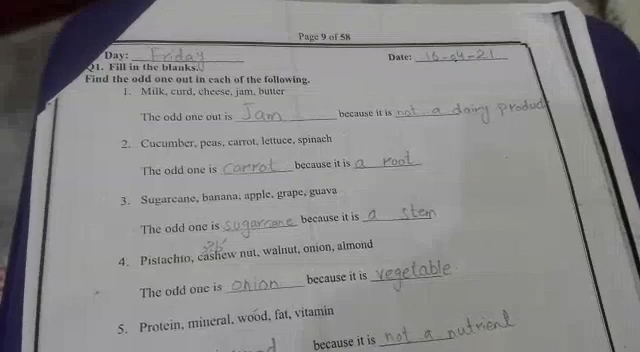 Page 9 of 58
Day: Friday Date: 15-04-21
Q1. Fill in the blanks.
Find the odd one out in each of the following.
1. Milk, curd, cheese, jam, butter
The odd one out is Jam because it is not a dairy product
2. Cucumber, peas, carrot, lettuce, spinach
The odd one is carrot because it is a root
3. Sugarcane, banana, apple, grape, guava
The odd one is sugarcane because it is a stem
4. Pistachio, cashew nut, walnut, onion, almond
The odd one is onion because it is vegetable
5. Protein, mineral, wood, fat, vitamin
because it is not a nutrient